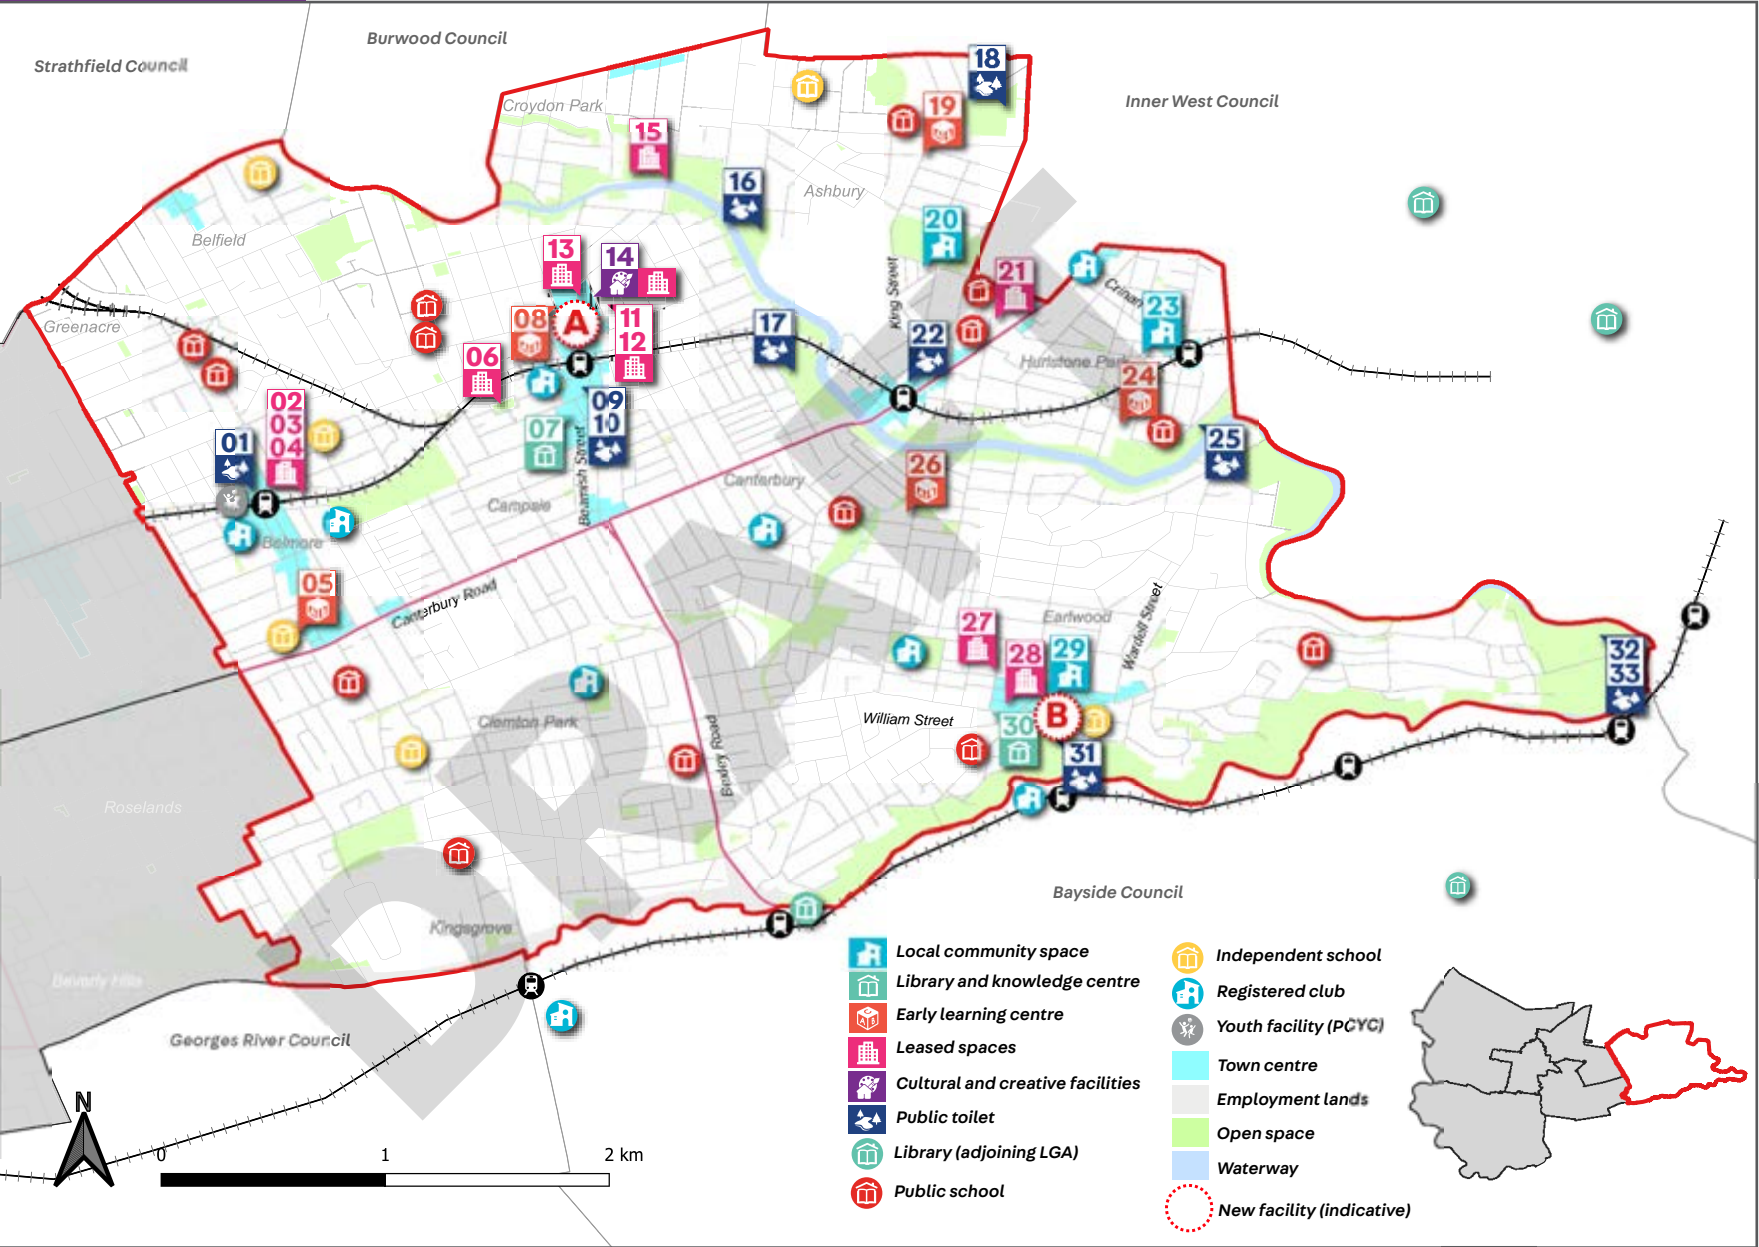 Burwood Council
Strathfield Council
Inner West Council
18
Croydon Park
19
15
16
Ashbury
20
Belfield
13
14
King Street
21
Crinan
23
Greenacre
08
A
11
12
17
22
06
Hurlstone Park
24
02
03
04
09
10
01
07
25
Beamish Street
26
Canterbury
Campsie
Belmore
05
Canterbury Road
Wardell Street
27
Earlwood
28
29
32
33
Clemton Park
William Street
B
30
Bexley Road
31
Roselands
Kingsgrove
Bayside Council
Beverly Hills
Georges River Council
DRAFT
N
0
1
2 km
Local community space
Library and knowledge centre
Early learning centre
Leased spaces
Cultural and creative facilities
Public toilet
Library (adjoining LGA)
Public school
Independent school
Registered club
Youth facility (PCYC)
Town centre
Employment lands
Open space
Waterway
New facility (indicative)